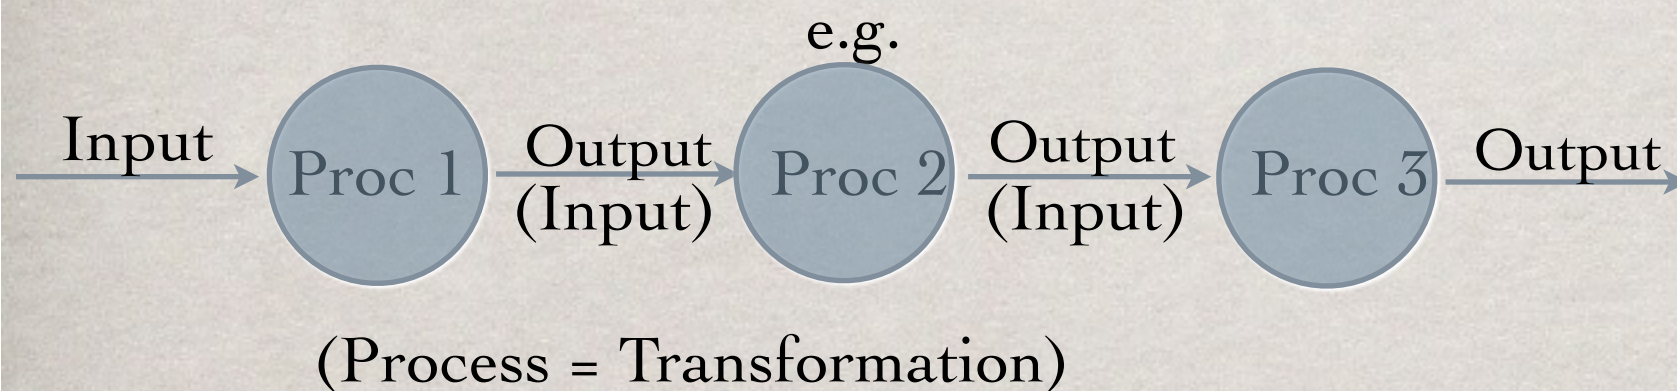 e.g.
Input
Proc 1
Output
(Input)
Proc 2
Output
(Input)
Proc 3
Output
(Process = Transformation)